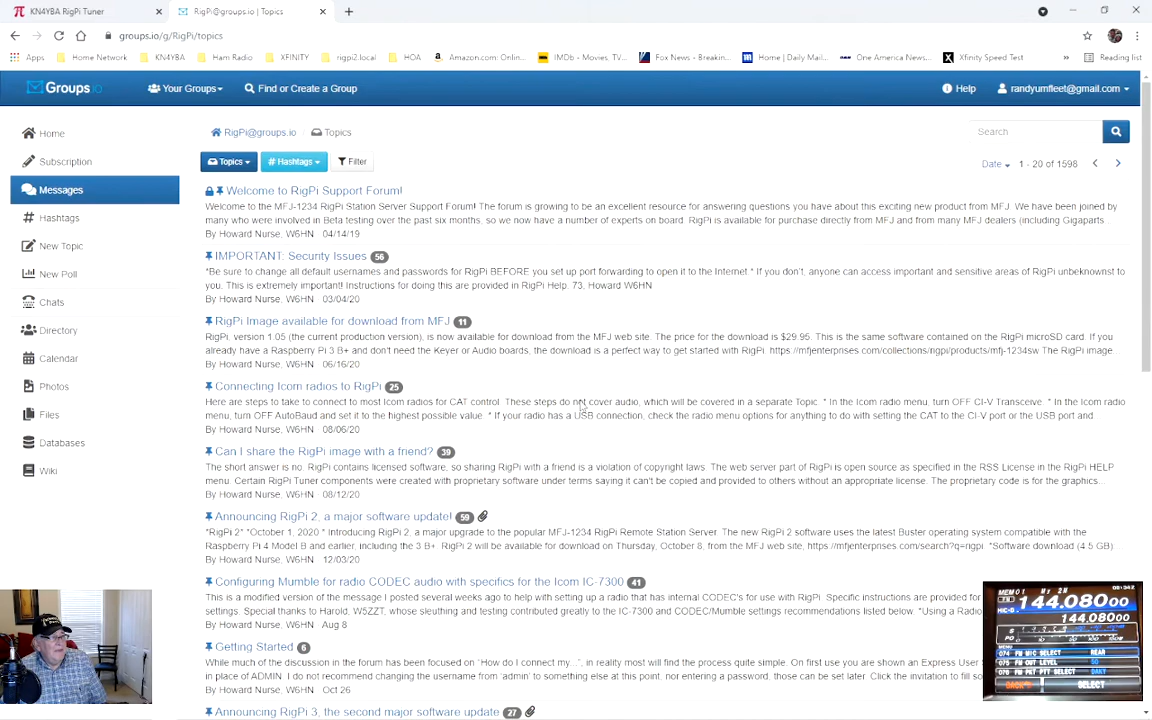 KN4YBA RigPi Tuner
RigPi@groups.io | Topics
groups.io/g/RigPi/topics
Apps
Home Network
KN4YBA
Ham Radio
XFINITY
rigpi2.local
HOA
Amazon.com: Onlin...
IMDb - Movies, TV...
Fox News - Breakin...
Home | Daily Mail...
One America News...
Xfinity Speed Test
»
Reading list
Groups.io
Your Groups
Find or Create a Group
Help
randyumfleet@gmail.com
Home
Subscription
Messages
Hashtags
New Topic
New Poll
Chats
Directory
Calendar
Photos
Files
Databases
Wiki
RigPi@groups.io / Topics
Search
Topics
# Hashtags
Filter
Date
1 - 20 of 1598
Welcome to RigPi Support Forum!
Welcome to the MFJ-1234 RigPi Station Server Support Forum! The forum is growing to be an excellent resource for answering questions you have about this exciting new product from MFJ. We have been joined by
many who were involved in Beta testing over the past six months, so we now have a number of experts on board. RigPi is available for purchase directly from MFJ and from many MFJ dealers (including Gigaparts...
By Howard Nurse, W6HN · 04/14/19
IMPORTANT: Security Issues 56
*Be sure to change all default usernames and passwords for RigPi BEFORE you set up port forwarding to open it to the Internet.* If you don't, anyone can access important and sensitive areas of RigPi unbeknownst to
you. This is extremely important! Instructions for doing this are provided in RigPi Help. 73, Howard W6HN
By Howard Nurse, W6HN · 03/04/20
RigPi Image available for download from MFJ 11
RigPi, version 1.05 (the current production version), is now available for download from the MFJ web site. The price for the download is $29.95. This is the same software contained on the RigPi microSD card. If you
already have a Raspberry Pi 3 B+ and don't need the Keyer or Audio boards, the download is a perfect way to get started with RigPi. https://mfjenterprises.com/collections/rigpi/products/mfj-1234sw The RigPi image...
By Howard Nurse, W6HN · 06/16/20
Connecting Icom radios to RigPi 25
Here are steps to take to connect to most Icom radios for CAT control. These steps do not cover audio, which will be covered in a separate Topic. * In the Icom radio menu, turn OFF CI-V Transceive. * In the Icom radio
menu, turn OFF AutoBaud and set it to the highest possible value. * If your radio has a USB connection, check the radio menu options for anything to do with setting the CAT to the CI-V port or the USB port and
By Howard Nurse, W6HN · 08/06/20
Can I share the RigPi image with a friend? 39
The short answer is no. RigPi contains licensed software, so sharing RigPi with a friend is a violation of copyright laws. The web server part of RigPi is open source as specified in the RSS License in the RigPi HELP
menu. Certain RigPi Tuner components were created with proprietary software under terms saying it can't be copied and provided to others without an appropriate license. The proprietary code is for the graphics...
By Howard Nurse, W6HN · 08/12/20
Announcing RigPi 2, a major software update! 59
*RigPi 2* *October 1, 2020 * Introducing RigPi 2, a major upgrade to the popular MFJ-1234 RigPi Remote Station Server. The new RigPi 2 software uses the latest Buster operating system compatible with the
Raspberry Pi 4 Model B and earlier, including the 3 B+. RigPi 2 will be available for download on Thursday, October 8, from the MFJ web site, https://mfjenterprises.com/search?q=rigpi. *Software download (4.5 GB)
By Howard Nurse, W6HN · 12/03/20
Configuring Mumble for radio CODEC audio with specifics for the Icom IC-7300 41
This is a modified version of the message I posted several weeks ago to help with setting up a radio that has internal CODEC's for use with RigPi. Specific instructions are provided for
settings. Special thanks to Harold, W5ZZT, whose sleuthing and testing contributed greatly to the IC-7300 and CODEC/Mumble settings recommendations listed below. *Using a Radio
By Howard Nurse, W6HN · Aug 8
Getting Started 6
While much of the discussion in the forum has been focused on "How do I connect my...", in reality most will find the process quite simple. On first use you are shown an Express User
in place of ADMIN. I do not recommend changing the username from 'admin' to something else at this point, nor entering a password, those can be set later. Click the invitation to fill
By Howard Nurse, W6HN · Oct 26
Announcing RigPi 3, the second major software update 27
144.080.00
144.080.00
074 FM MIC SELECT REAR
075 FM OUT LEVEL 50
076 FM PKT PTT SELECT DAKY
BACK
SELECT